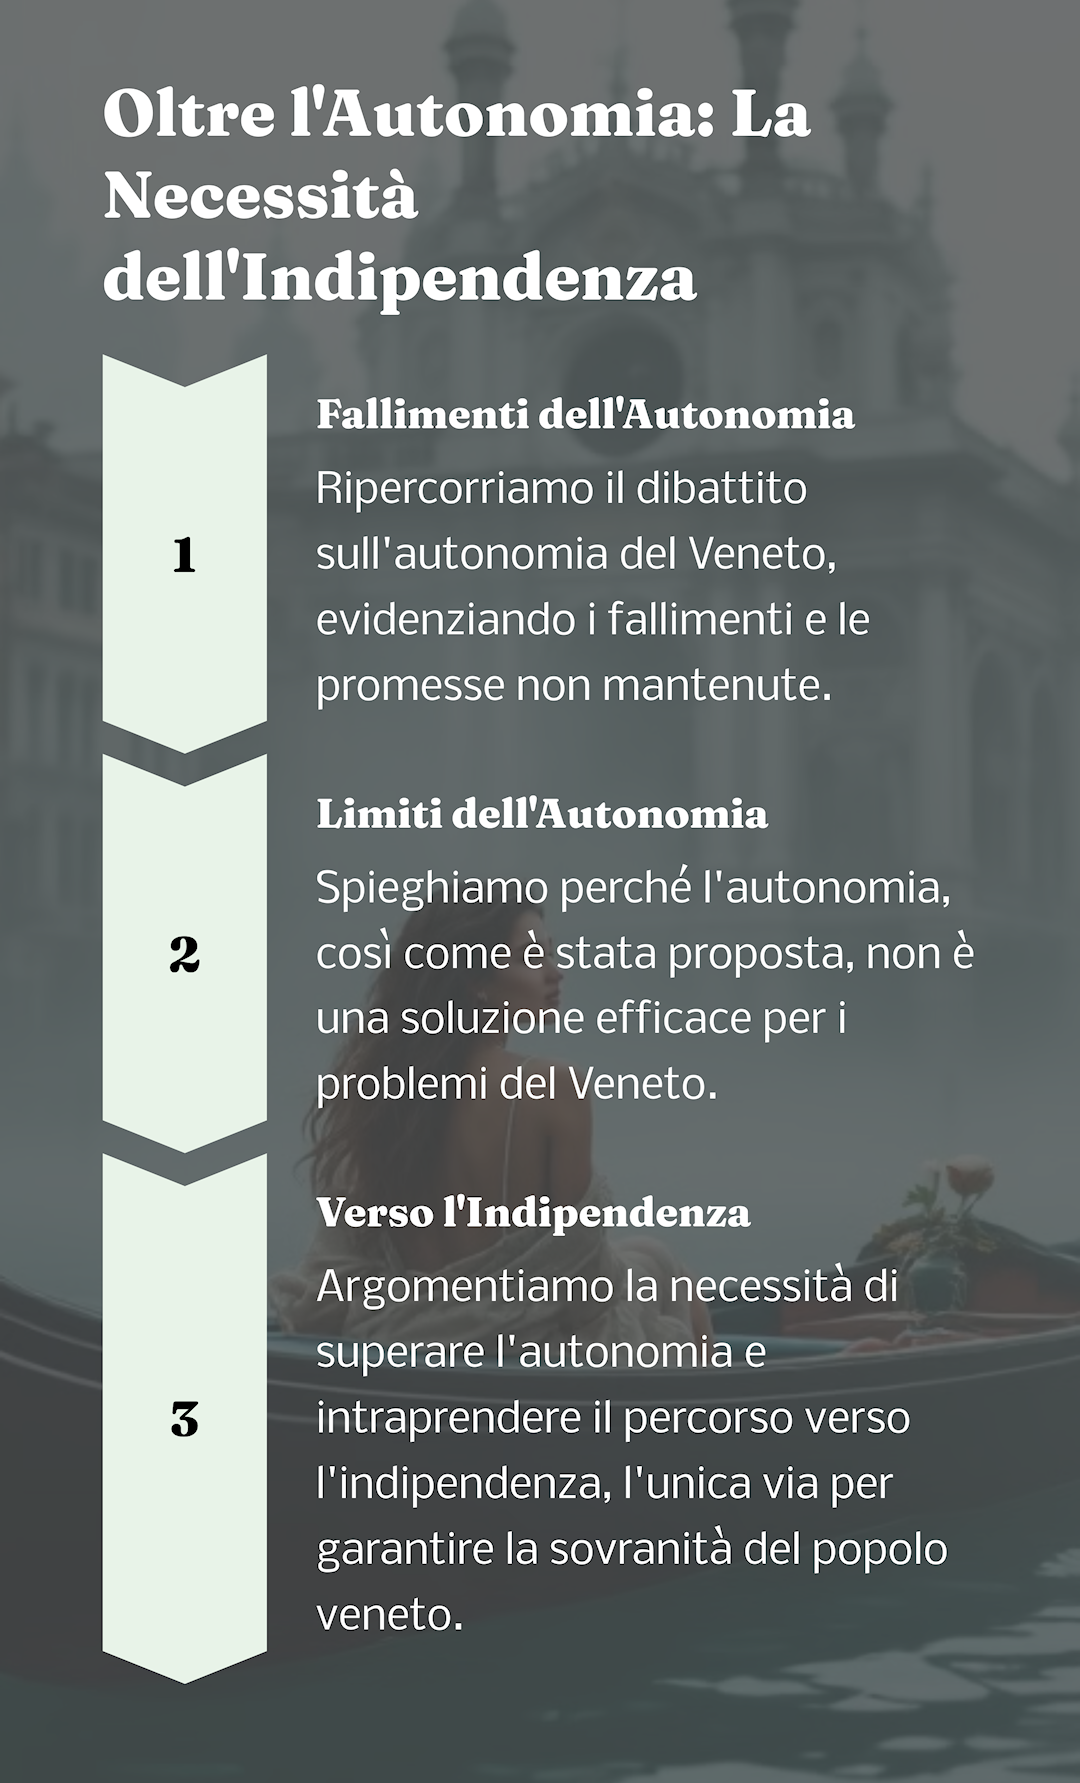 Oltre l'Autonomia: La
Necessità
dell'Indipendenza
1
Fallimenti dell'Autonomia
Ripercorriamo il dibattito
sull'autonomia del Veneto,
evidenziando i fallimenti e le
promesse non mantenute.
2
Limiti dell'Autonomia
Spieghiamo perché l'autonomia,
così come è stata proposta, non è
una soluzione efficace per i
problemi del Veneto.
3
Verso l'Indipendenza
Argomentiamo la necessità di
superare l'autonomia e
intraprendere il percorso verso
l'indipendenza, l'unica via per
garantire la sovranità del popolo
veneto.